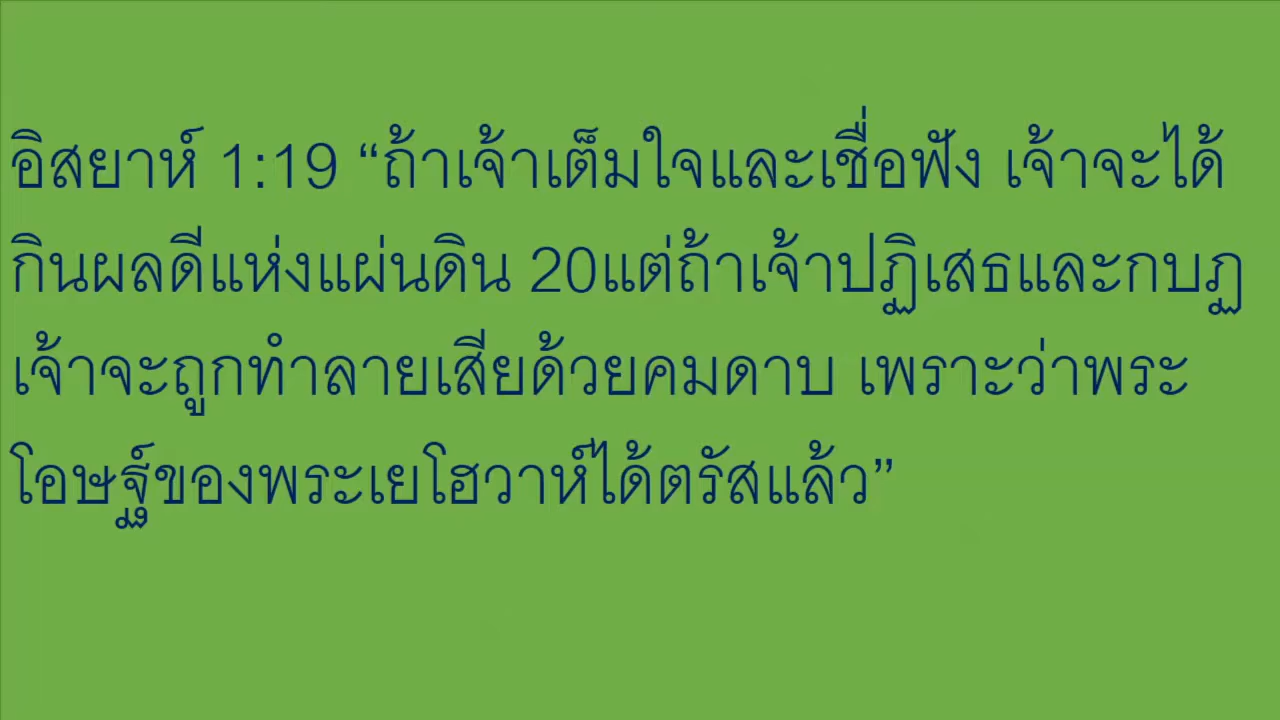 อิสยาห์ 1:19 “ถ้าเจ้าเต็มใจและเชื่อฟัง เจ้าจะได้
กินผลดีแห่งแผ่นดิน 20แต่ถ้าเจ้าปฏิเสธและกบฏ
เจ้าจะถูกทำลายเสียด้วยคมดาบ เพราะว่าพระ
โอษฐ์ของพระเยโฮวาห์ได้ตรัสแล้ว”